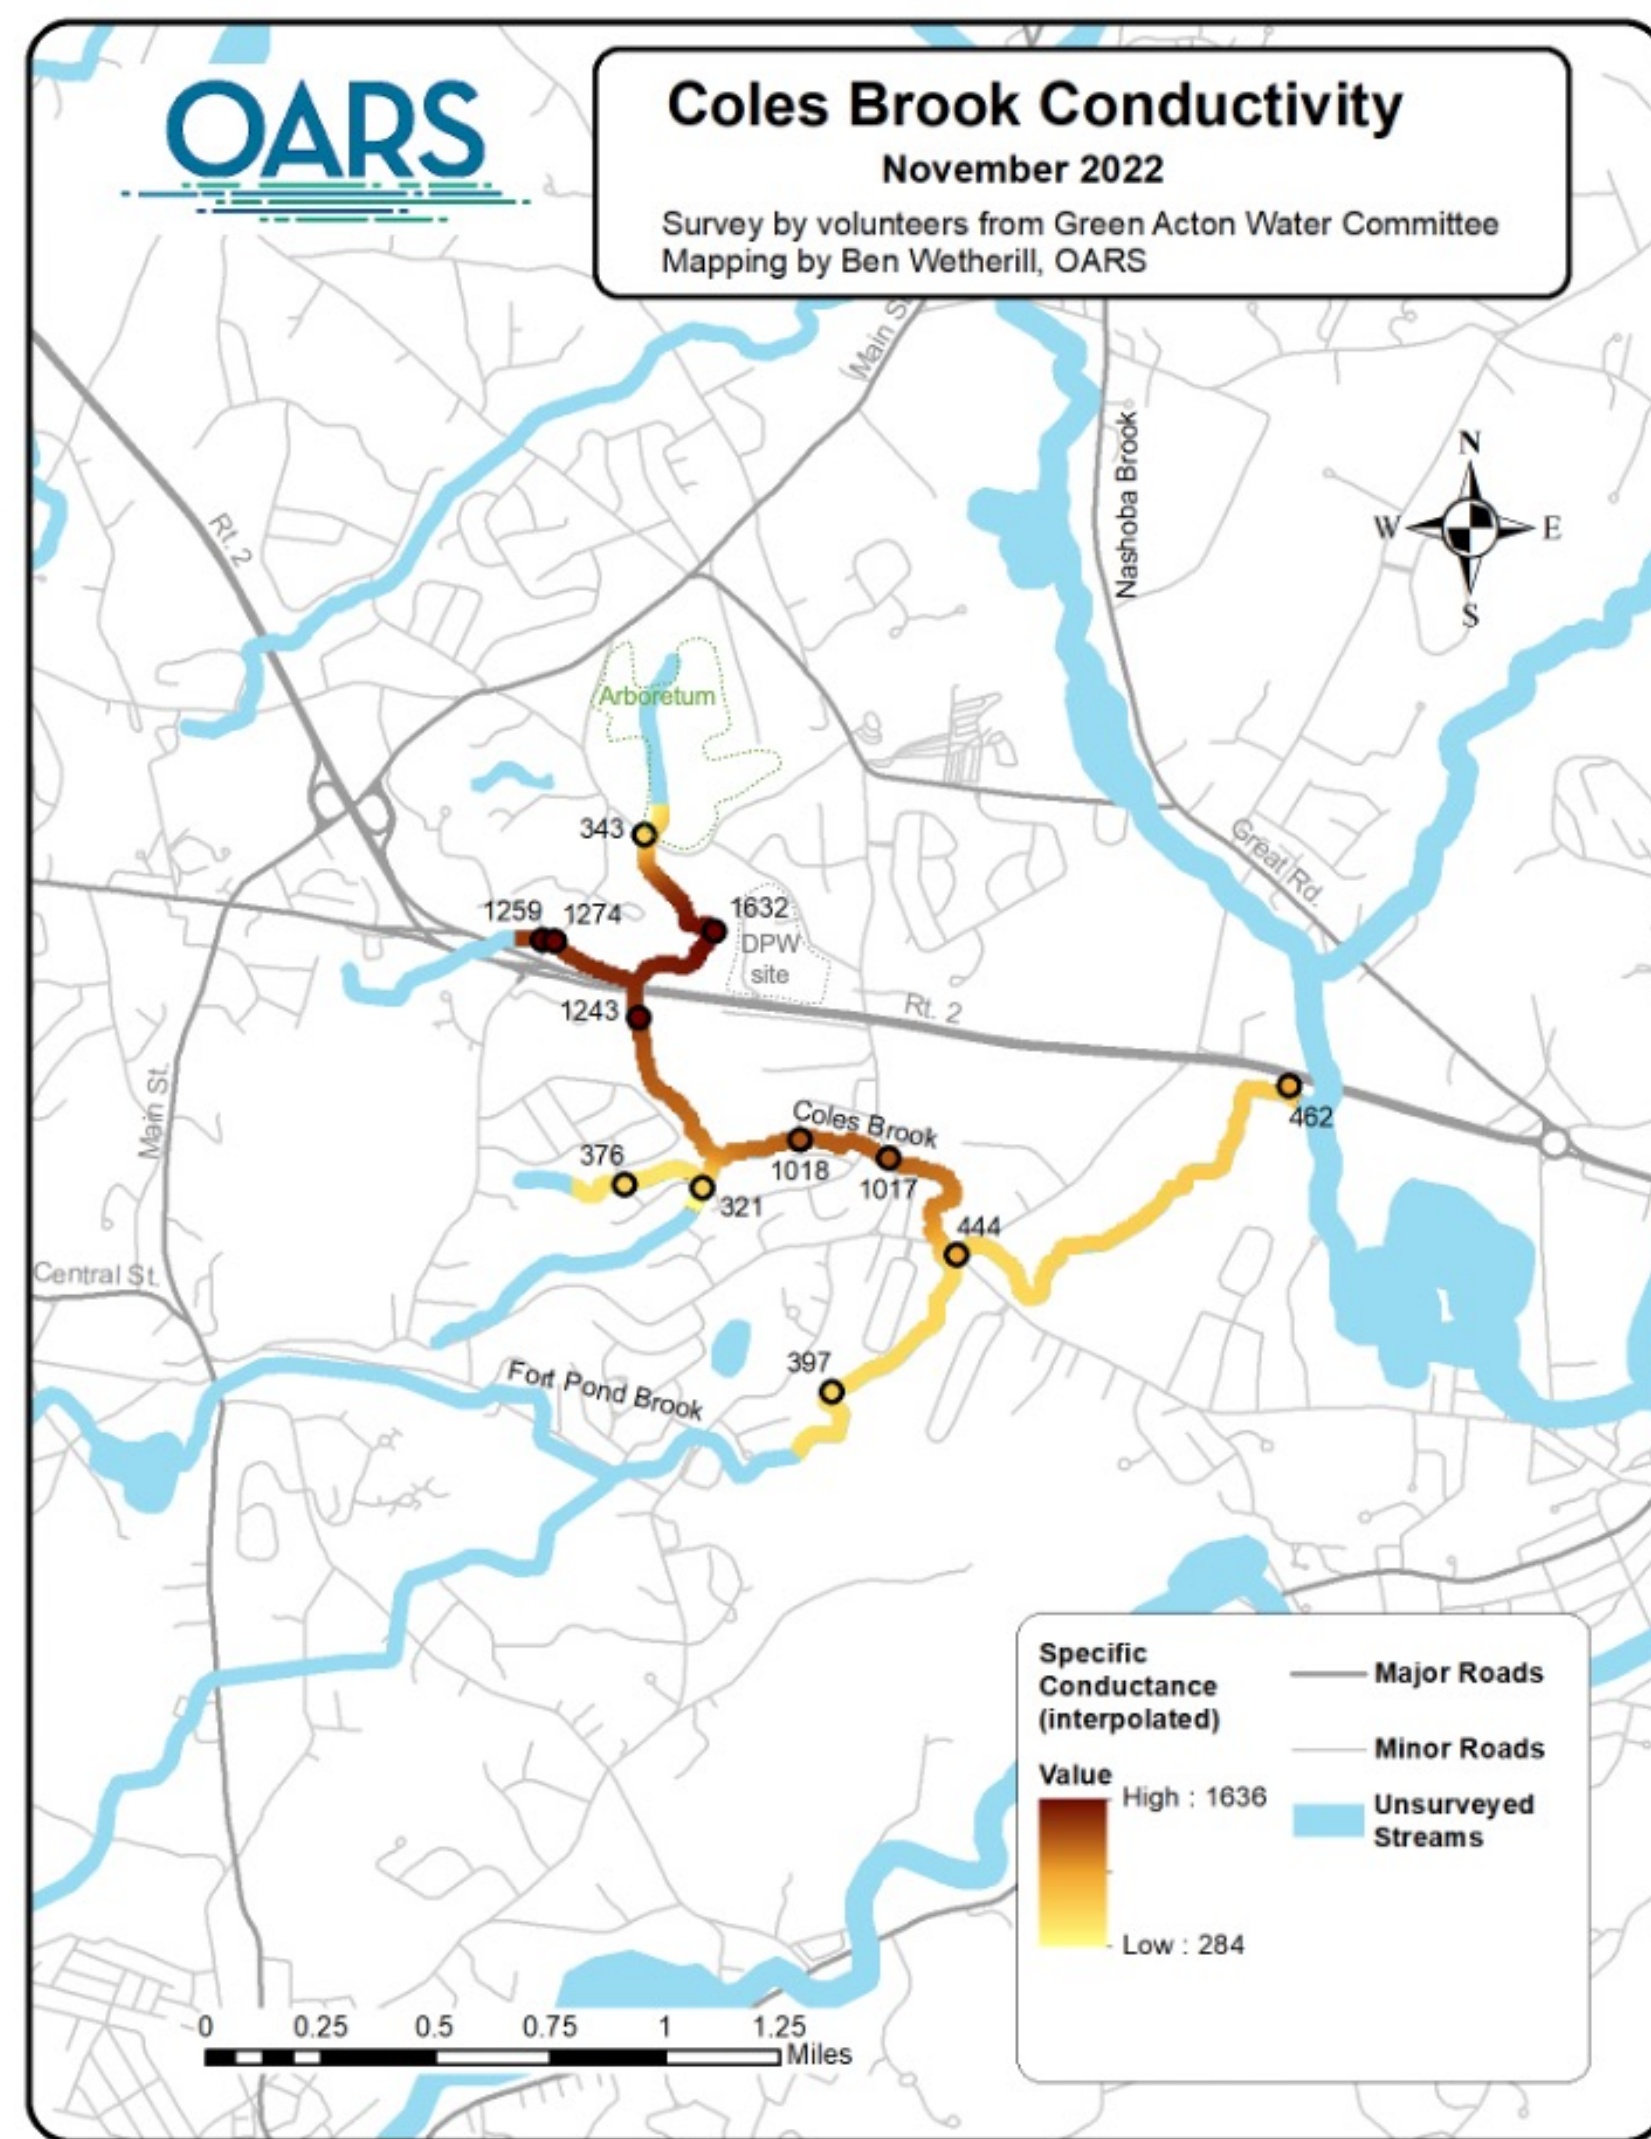 OARS
Coles Brook Conductivity
November 2022
Survey by volunteers from Green Acton Water Committee
Mapping by Ben Wetherill, OARS
Main St.
Nashoba Brook
N
W
E
S
Rt. 2
Arboretum
343
Great Rd.
1259
1274
1632
DPW
site
1243
Rt. 2
Main St.
Coles Brook
462
376
1018
1017
321
444
Central St.
397
Fort Pond Brook
Specific
Conductance
(interpolated)
Value
High : 1636
Low : 284
Major Roads
Minor Roads
Unsurveyed
Streams
0 0.25 0.5 0.75 1 1.25
Miles